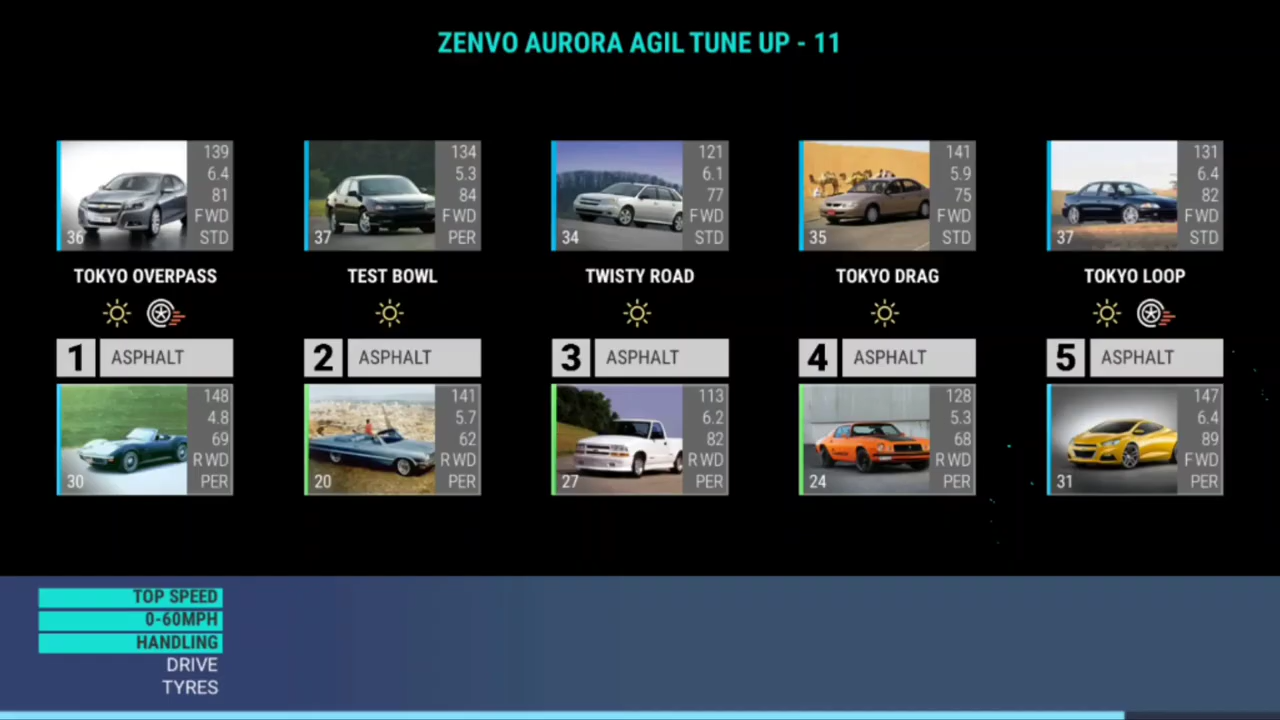 ZENVO AURORA AGIL TUNE UP - 11
139
6.4
81
FWD
STD
36
134
5.3
84
FWD
PER
37
121
6.1
77
FWD
STD
34
141
5.9
75
FWD
STD
35
131
6.4
82
FWD
STD
37
TOKYO OVERPASS
TEST BOWL
TWISTY ROAD
TOKYO DRAG
TOKYO LOOP
1 ASPHALT
2 ASPHALT
3 ASPHALT
4 ASPHALT
5 ASPHALT
148
4.8
69
RWD
PER
30
141
5.7
62
RWD
PER
20
113
6.2
82
RWD
PER
27
128
5.3
68
RWD
PER
24
147
6.4
89
FWD
PER
31
TOP SPEED
0-60MPH
HANDLING
DRIVE
TYRES